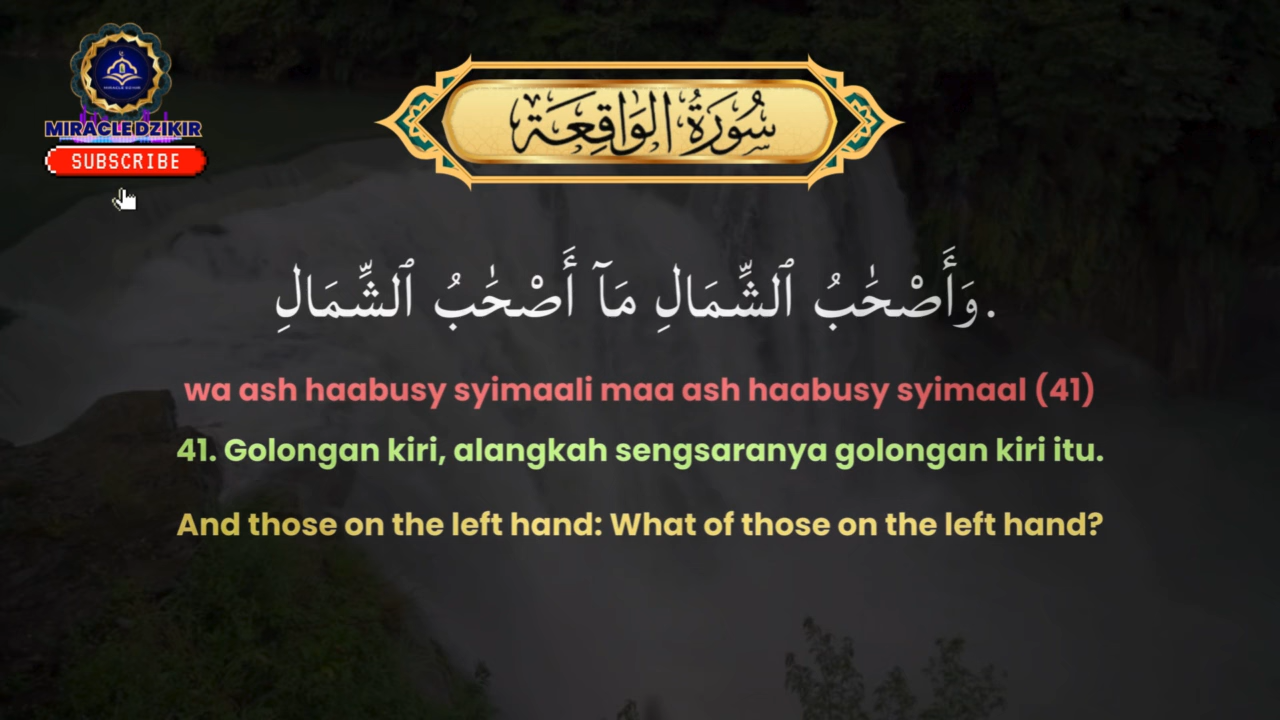 MIRACLE DZIKIR
SUBSCRIBE
سُورَةُ الوَاقِعَة
وَأَصْحَٰبُ ٱلشِّمَالِ مَآ أَصْحَٰبُ ٱلشِّمَالِ.
wa ash haabusy syimaali maa ash haabusy syimaal (41)
41. Golongan kiri, alangkah sengsaranya golongan kiri itu.
And those on the left hand: What of those on the left hand?